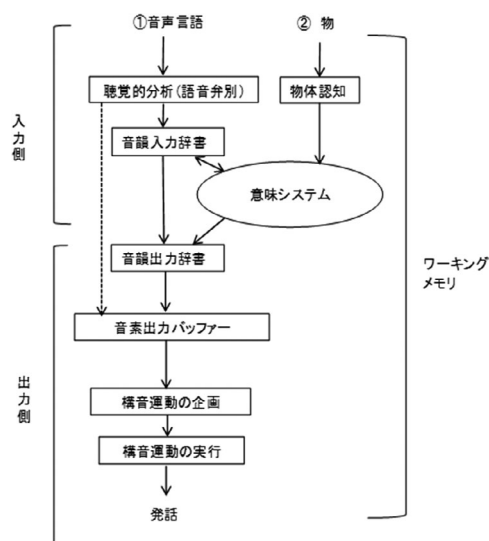 ①音声言語
② 物
聴覚的分析(語音弁別)
物体認知
入力側
音韻入力辞書
意味システム
音韻出力辞書
ワーキング
メモリ
音素出力バッファー
出力側
構音運動の企画
構音運動の実行
発話